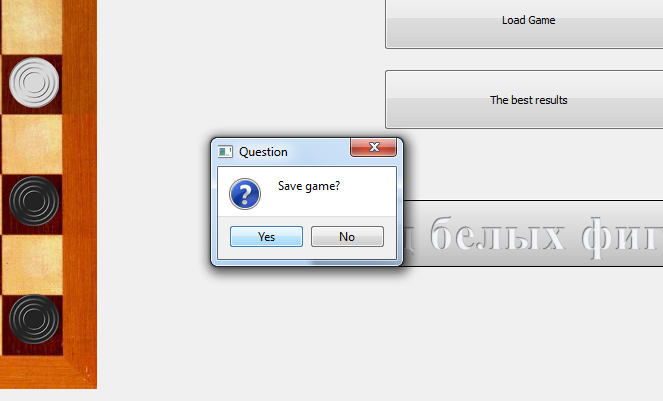 Load Game
The best results
Question
Save game?
Yes
No
белых